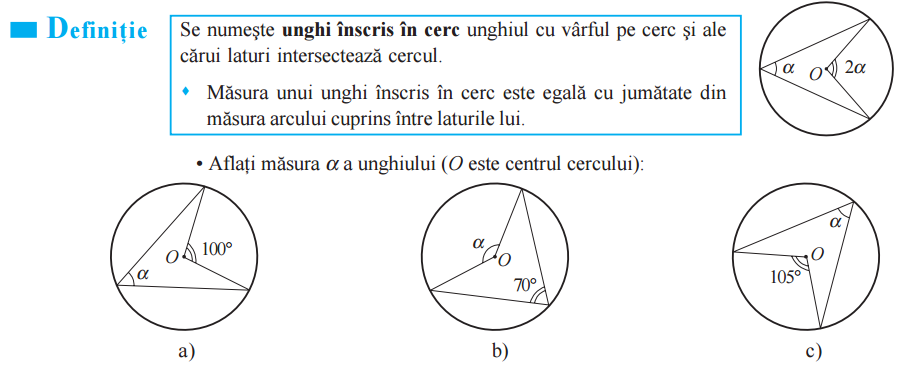 Definiție
Se numește unghi înscris în cerc unghiul cu vârful pe cerc și ale
cărui laturi intersectează cercul.
♦ Măsura unui unghi înscris în cerc este egală cu jumătate din
măsura arcului cuprins între laturile lui.
α O 2α
• Aflați măsura α a unghiului (O este centrul cercului):
O 100°
α
α O
70°
α
O
105°
a) b) c)